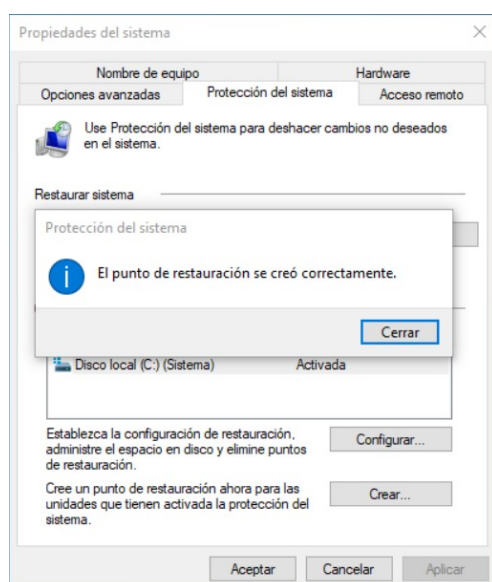 Propiedades del sistema
Nombre de equipo
Hardware
Opciones avanzadas
Protección del sistema
Acceso remoto
Use Protección del sistema para deshacer cambios no deseados
en el sistema.
Restaurar sistema
Protección del sistema
El punto de restauración se creó correctamente.
Cerrar
Disco local (C:) (Sistema)
Activada
Establezca la configuración de restauración,
administre el espacio en disco y elimine puntos
de restauración.
Configurar...
Cree un punto de restauración ahora para las
unidades que tienen activada la protección del
sistema.
Crear...
Aceptar
Cancelar
Aplicar